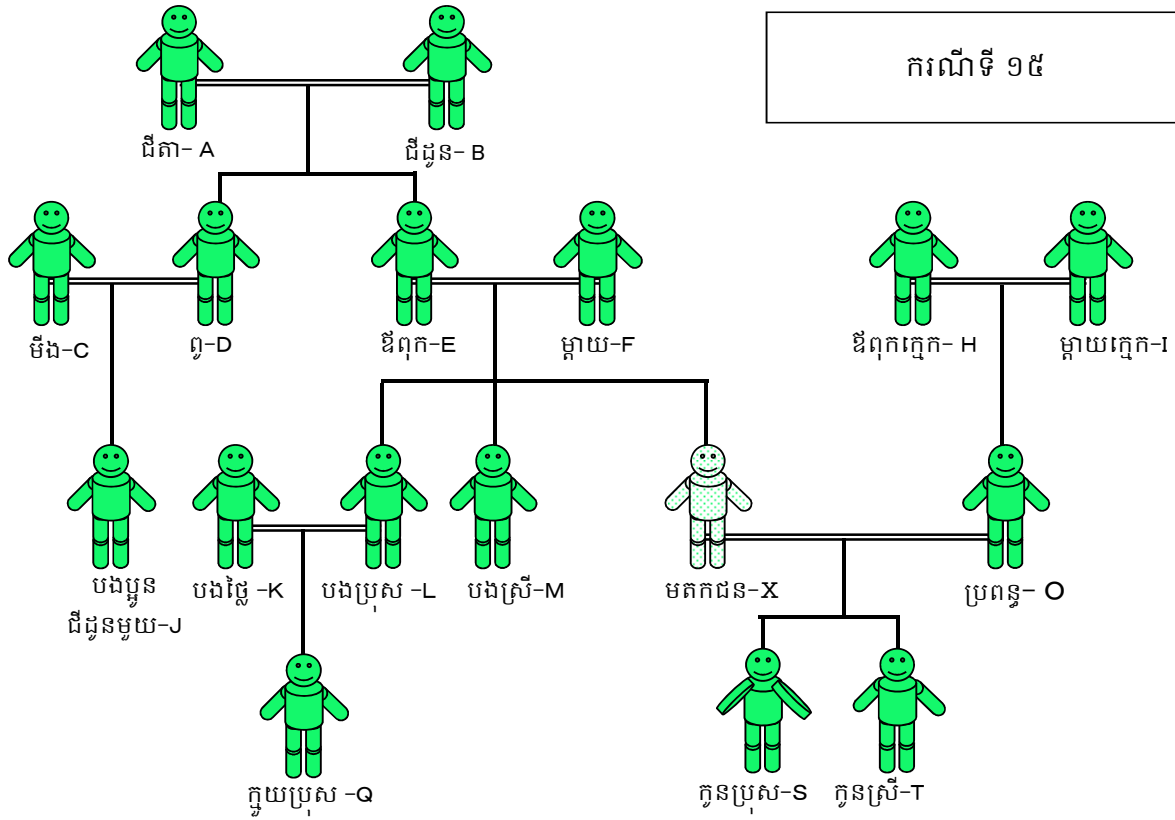 ករណីទី ១៥
ជីតា- A
ជីដូន- B
មីង-C
ពូ-D
ឪពុក-E
ម្តាយ-F
ឪពុកក្មេក- H
ម្តាយក្មេក-I
បងប្អូន
ជីដូនមួយ-J
បងថ្លៃ -K
បងប្រុស -L
បងស្រី-M
មតកជន-X
ប្រពន្ធ- O
ក្មួយប្រុស -Q
កូនប្រុស-S
កូនស្រី-T